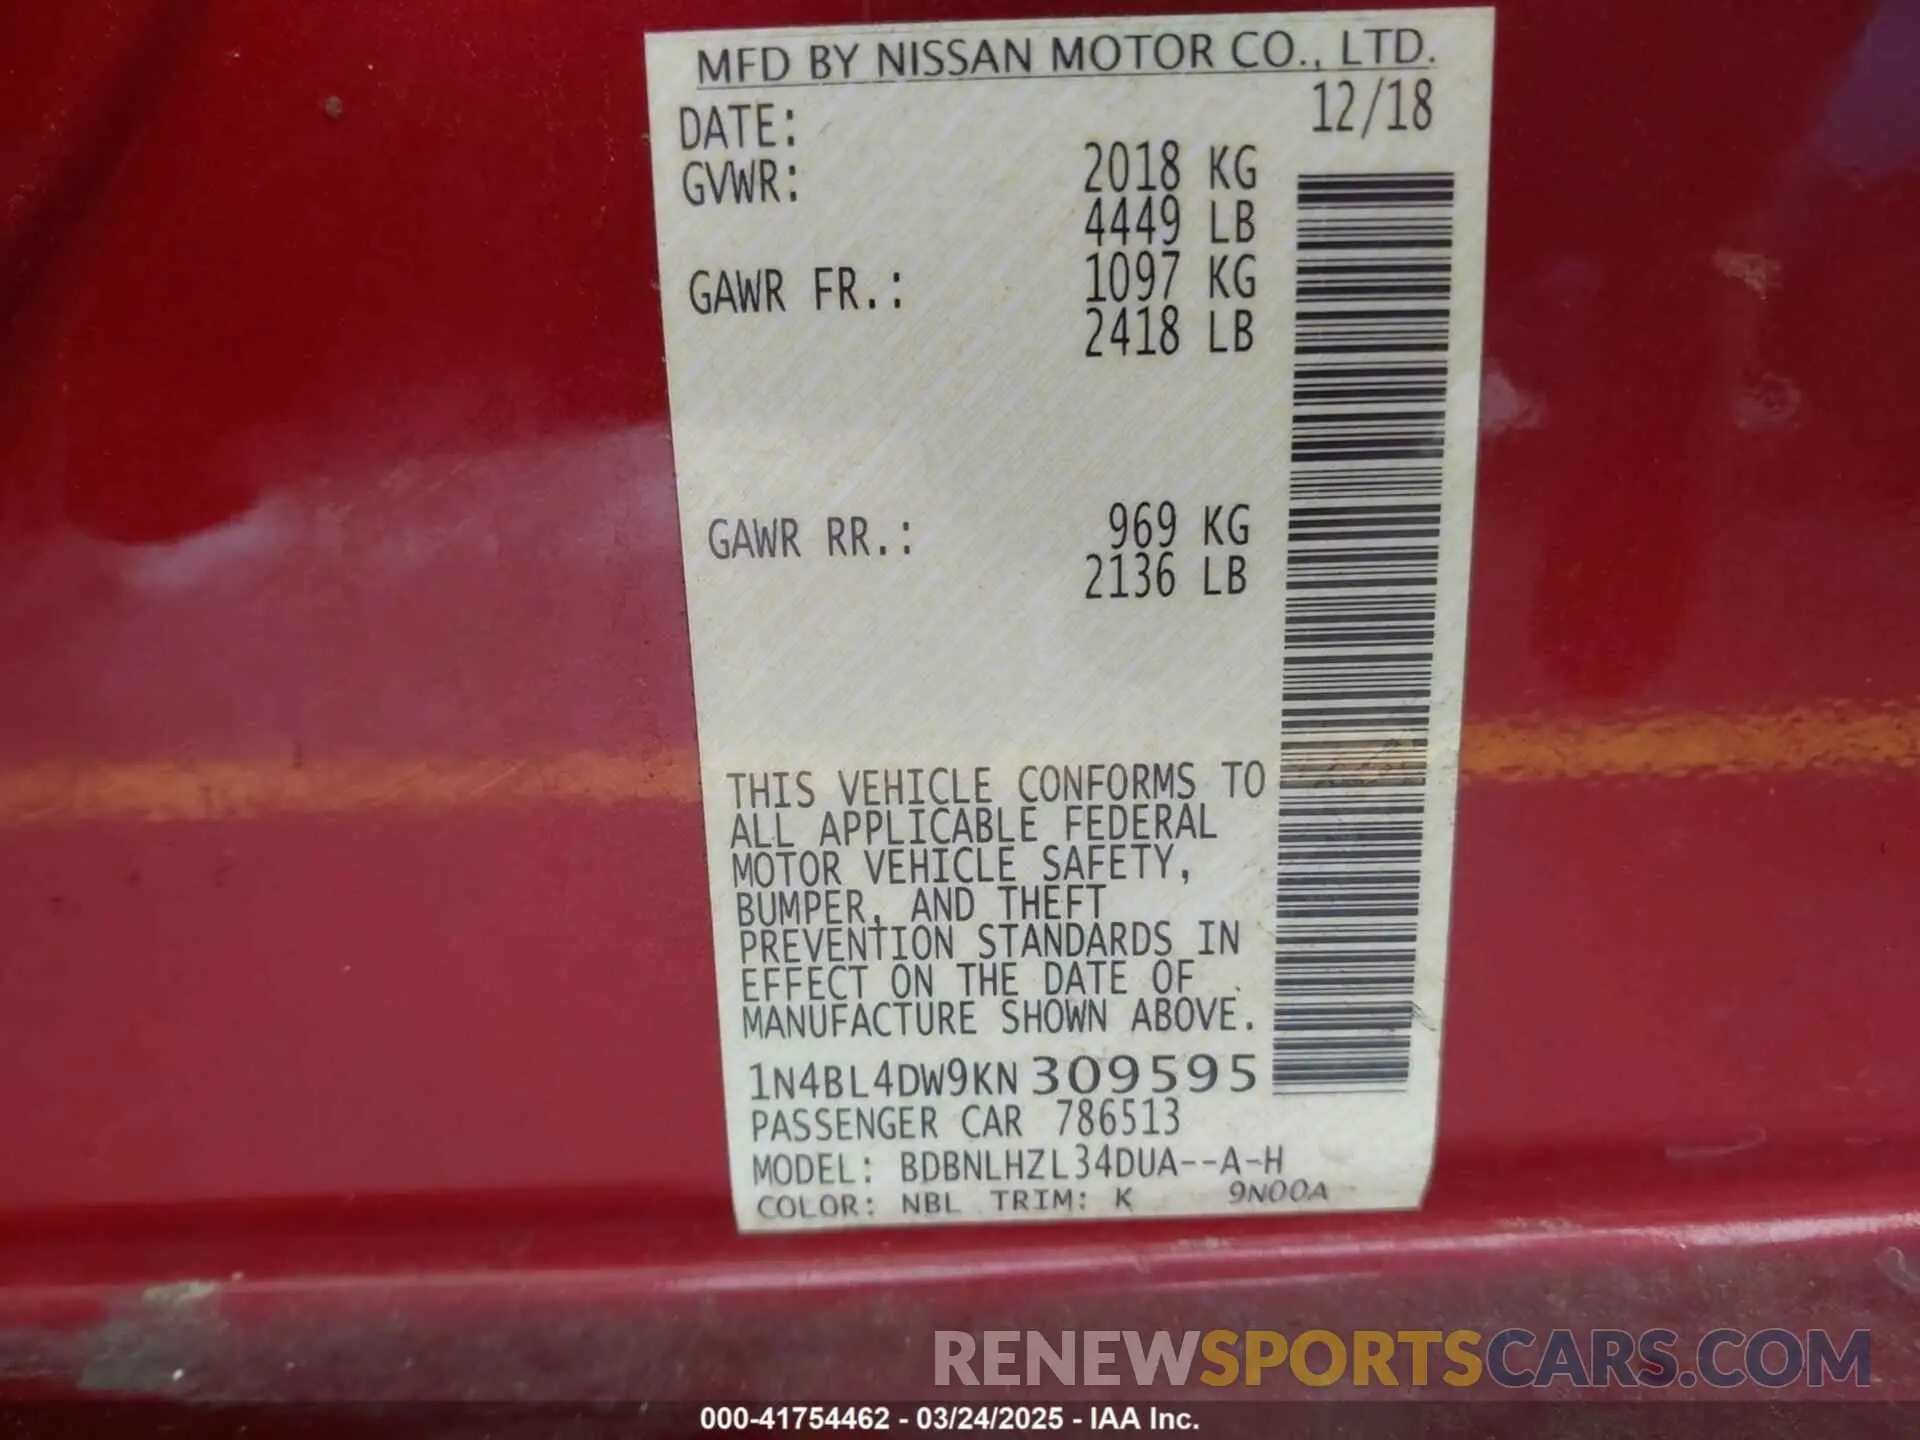 MFD BY NISSAN MOTOR CO., LTD.
DATE: 12/18
GVWR: 2018 KG
4449 LB
GAWR FR.: 1097 KG
2418 LB
GAWR RR.: 969 KG
2136 LB
THIS VEHICLE CONFORMS TO
ALL APPLICABLE FEDERAL
MOTOR VEHICLE SAFETY,
BUMPER, AND THEFT
PREVENTION STANDARDS IN
EFFECT ON THE DATE OF
MANUFACTURE SHOWN ABOVE.
1N4BL4DW9KN309595
PASSENGER CAR 786513
MODEL: BDBNLHZL34DUA--A-H
COLOR: NBL TRIM: K 9N00A
RENEWSPORTSCARS.COM
000-41754462 - 03/24/2025 - IAA Inc.